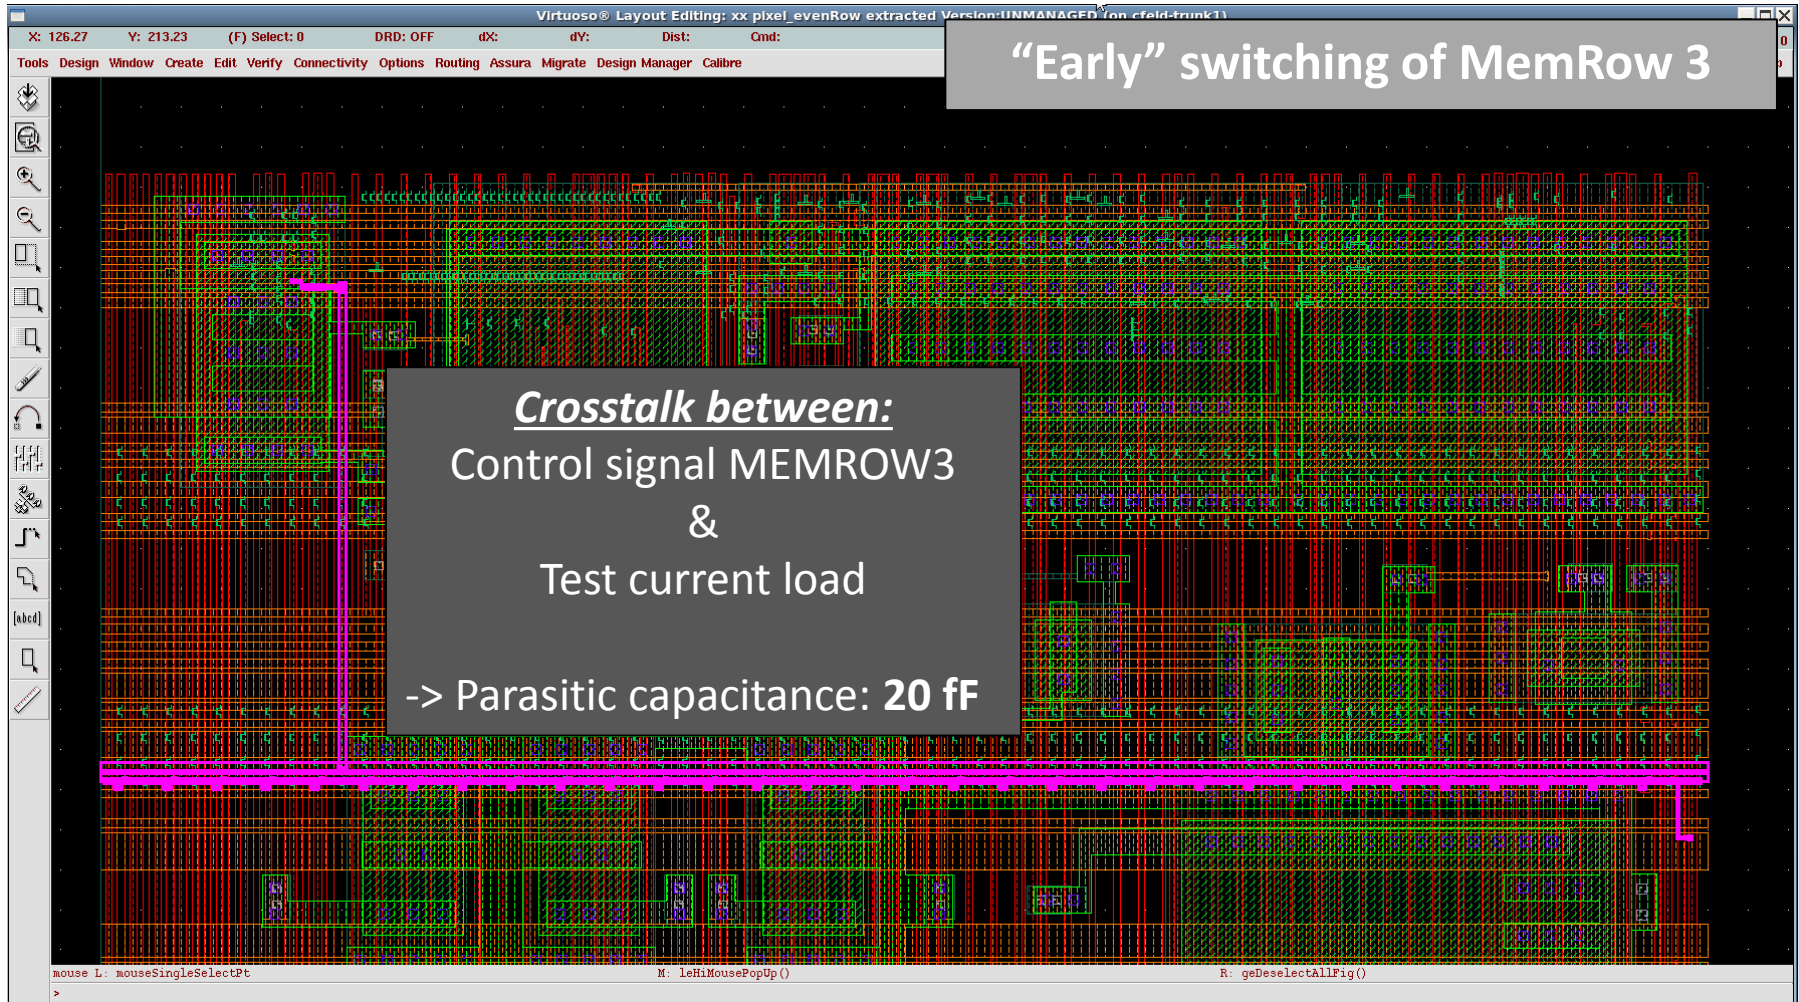 Virtuoso® Layout Editing: xx pixel_evenRow extracted Version:UNMANAGED (on cfeld-trunk1)
X: 126.27 Y: 213.23 (F) Select: 0 DRD: OFF dX: dY: Dist: Cmd: 0
Tools Design Window Create Edit Verify Connectivity Options Routing Assura Migrate Design Manager Calibre
“Early” switching of MemRow 3
[abcd]
Crosstalk between:
Control signal MEMROW3
&
Test current load
-> Parasitic capacitance: 20 fF
mouse L: mouseSingleSelectPt M: leHiMousePopUp() R: geDeselectAllFig()
>